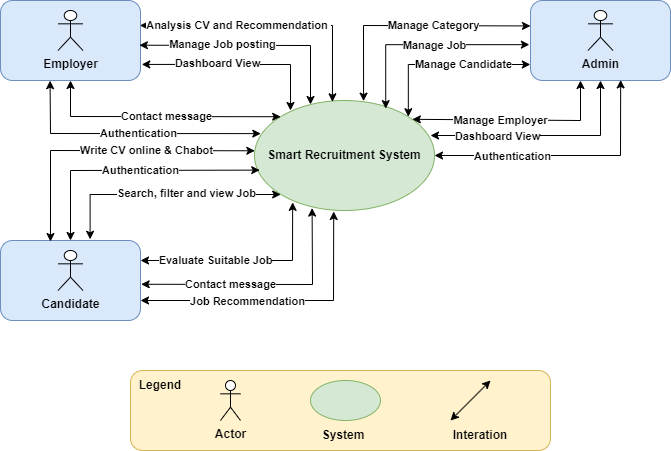 Analysis CV and Recommendation
Manage Job posting
Employer
Dashboard View
Contact message
Authentication
Manage Category
Manage Job
Manage Candidate
Admin
Manage Employer
Dashboard View
Authentication
Smart Recruitment System
Write CV online & Chabot
Authentication
Search, filter and view Job
Evaluate Suitable Job
Contact message
Job Recommendation
Candidate
Legend
Actor
System
Interation